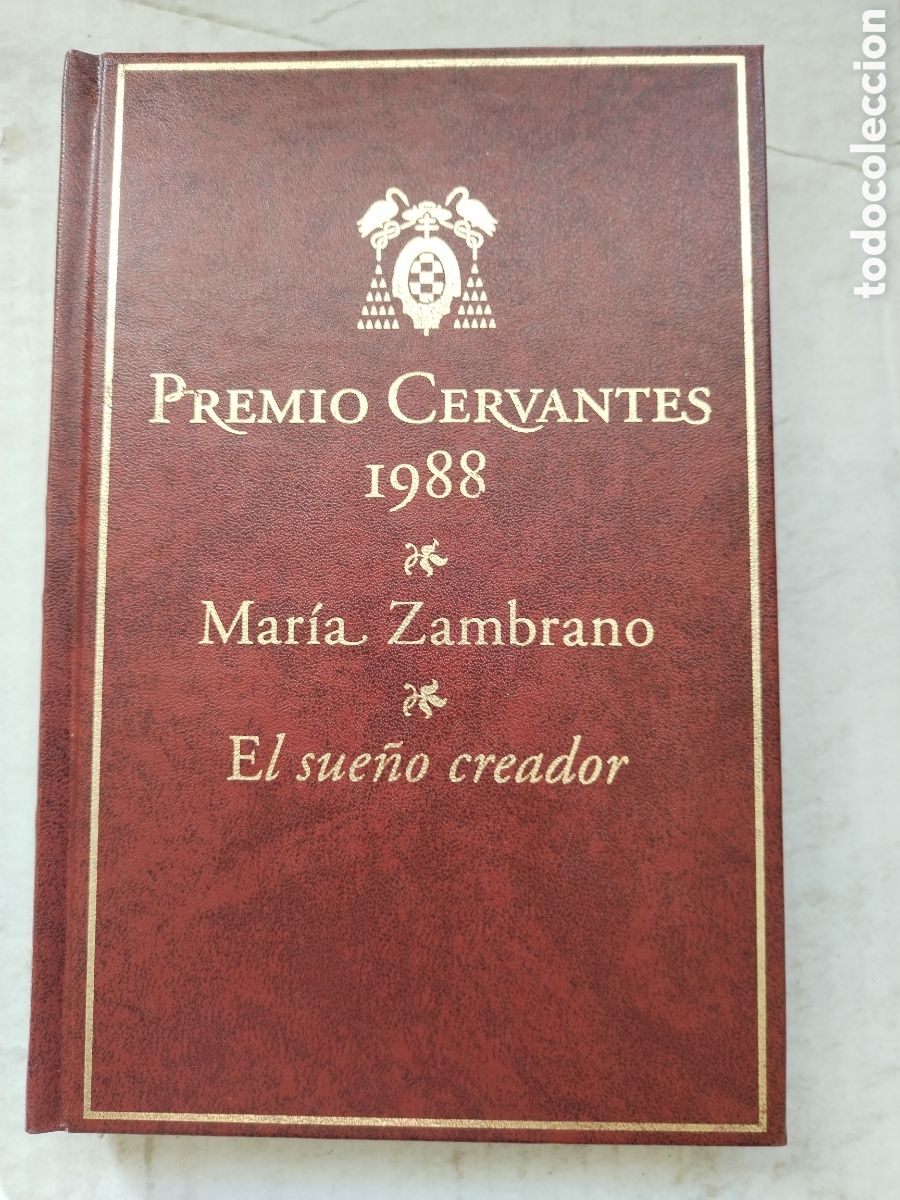 PREMIO CERVANTES
1988
María Zambrano
El sueño creador
todocoleccion